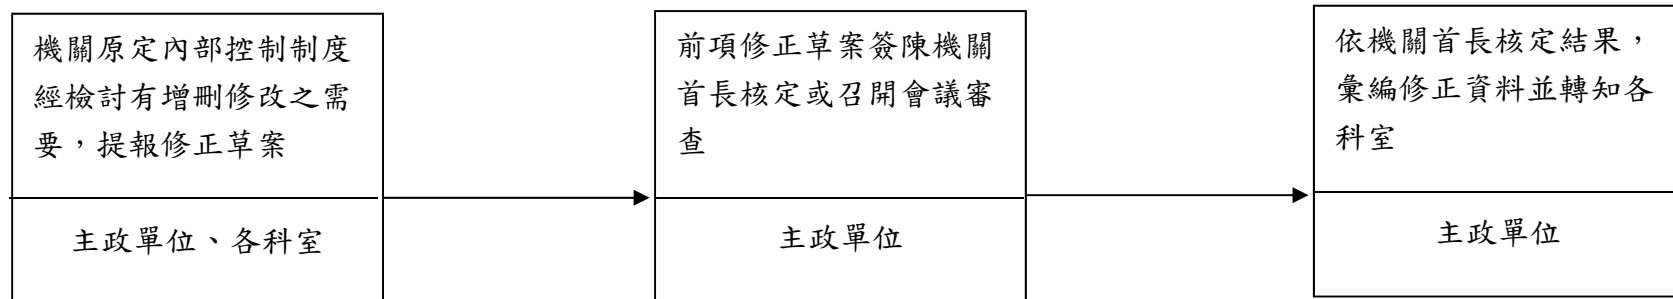 機關原定內部控制制度
經檢討有增刪修改之需
要，提報修正草案
主政單位、各科室
前項修正草案簽陳機關
首長核定或召開會議審
查
主政單位
依機關首長核定結果，
彙編修正資料並轉知各
科室
主政單位